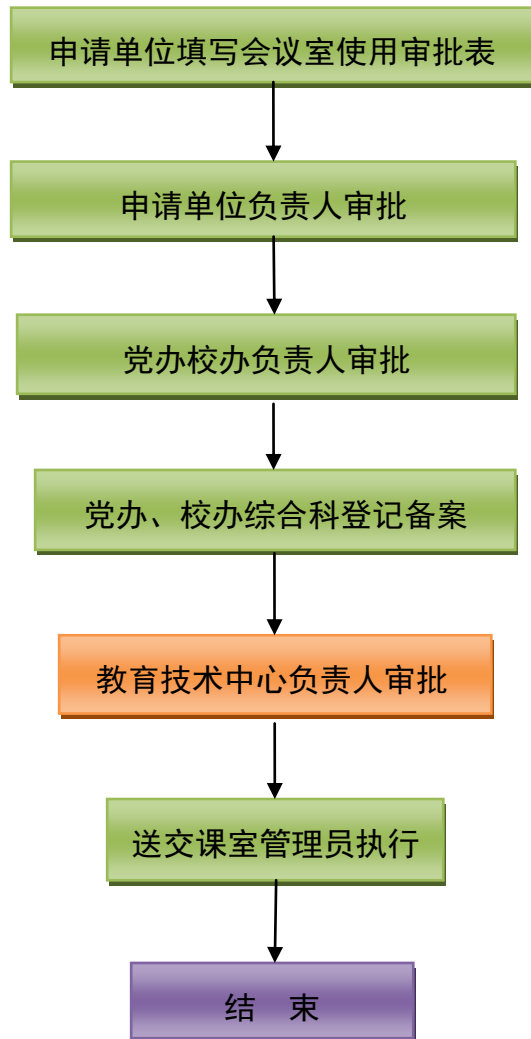 申请单位填写会议室使用审批表
申请单位负责人审批
党办校办负责人审批
党办、校办综合科登记备案
教育技术中心负责人审批
送交课室管理员执行
结　束